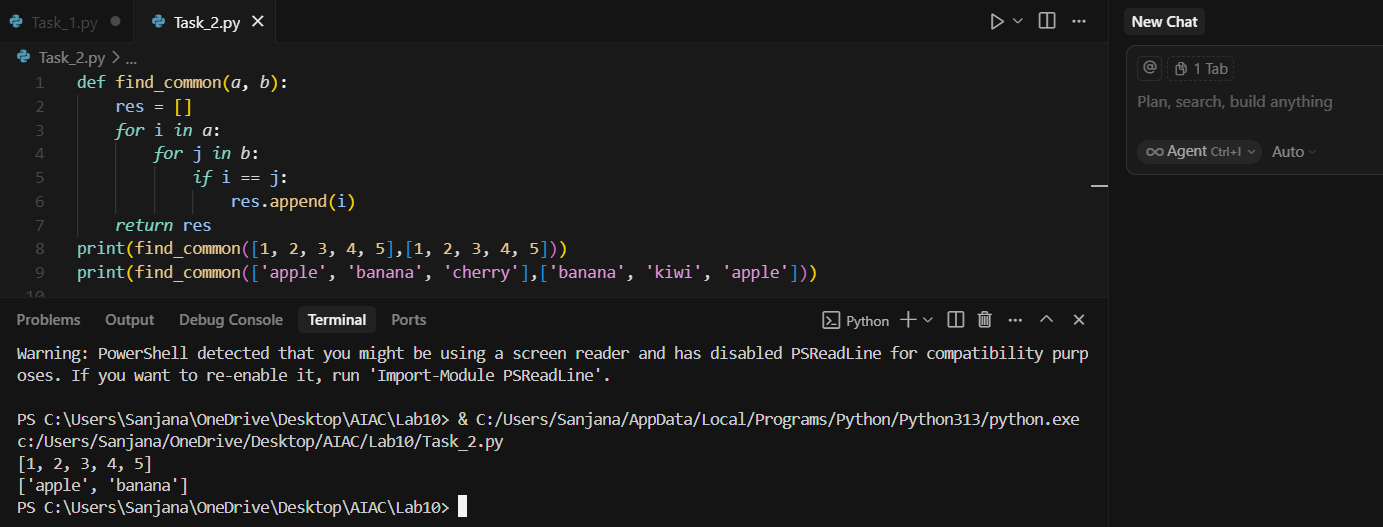 Task_1.py
Task_2.py
New Chat
Task_2.py > ...
1 def find_common(a, b):
2     res = []
3     for i in a:
4         for j in b:
5             if i == j:
6                 res.append(i)
7     return res
8 print(find_common([1, 2, 3, 4, 5],[1, 2, 3, 4, 5]))
9 print(find_common(['apple', 'banana', 'cherry'],['banana', 'kiwi', 'apple']))
10
@ 1 Tab
Plan, search, build anything
Agent Ctrl+I Auto
Problems Output Debug Console Terminal Ports Python
Warning: PowerShell detected that you might be using a screen reader and has disabled PSReadLine for compatibility purp
oses. If you want to re-enable it, run 'Import-Module PSReadLine'.
PS C:\Users\Sanjana\OneDrive\Desktop\AIAC\Lab10> & C:/Users/Sanjana/AppData/Local/Programs/Python/Python313/python.exe
c:/Users/Sanjana/OneDrive/Desktop/AIAC/Lab10/Task_2.py
[1, 2, 3, 4, 5]
['apple', 'banana']
PS C:\Users\Sanjana\OneDrive\Desktop\AIAC\Lab10>